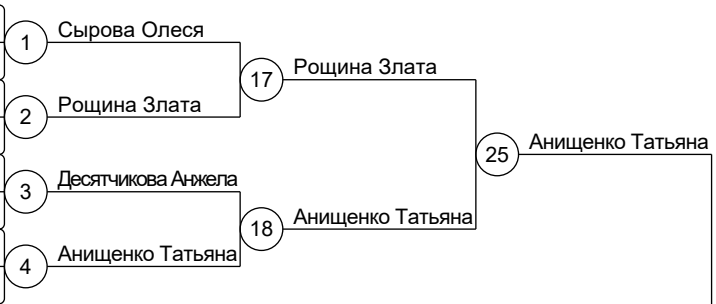 1 Сырова Олеся
17 Рощина Злата
2 Рощина Злата
25 Анищенко Татьяна
3 Десятчикова Анжела
18 Анищенко Татьяна
4 Анищенко Татьяна